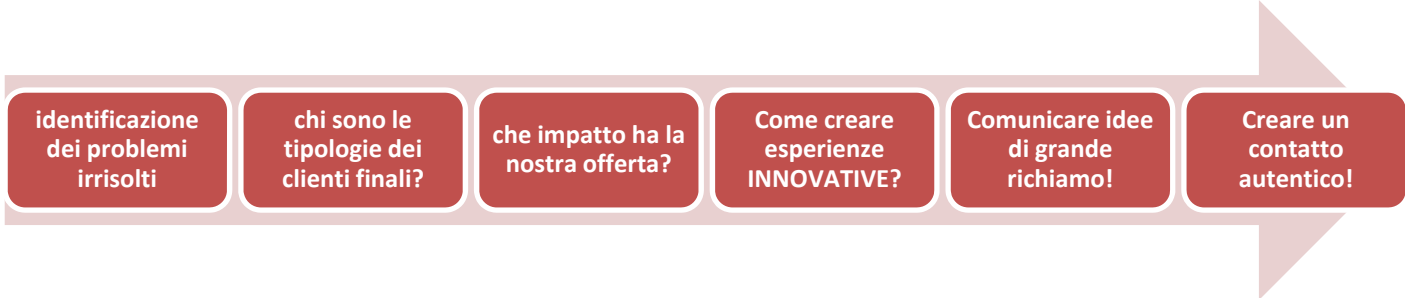 identificazione
dei problemi
irrisolti
chi sono le
tipologie dei
clienti finali?
che impatto ha la
nostra offerta?
Come creare
esperienze
INNOVATIVE?
Comunicare idee
di grande
richiamo!
Creare un
contatto
autentico!